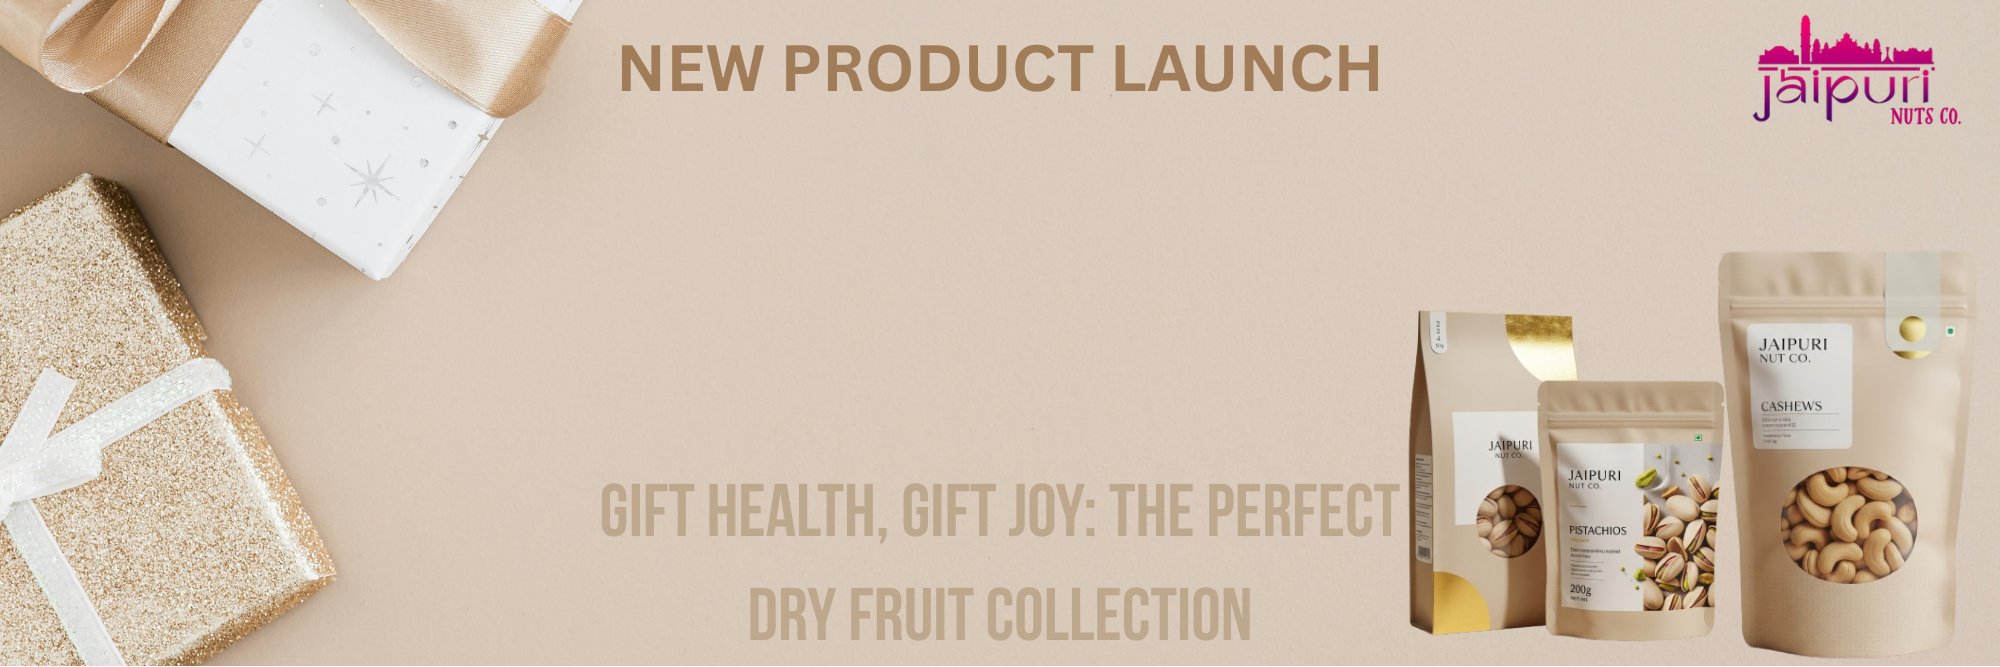 NEW PRODUCT LAUNCH
jaipuri
NUTS CO.
GIFT HEALTH, GIFT JOY: THE PERFECT
DRY FRUIT COLLECTION
JAIPURI
NUT CO.
JAIPURI
NUT CO.
PISTACHIOS
200g
JAIPURI
NUT CO.
CASHEWS